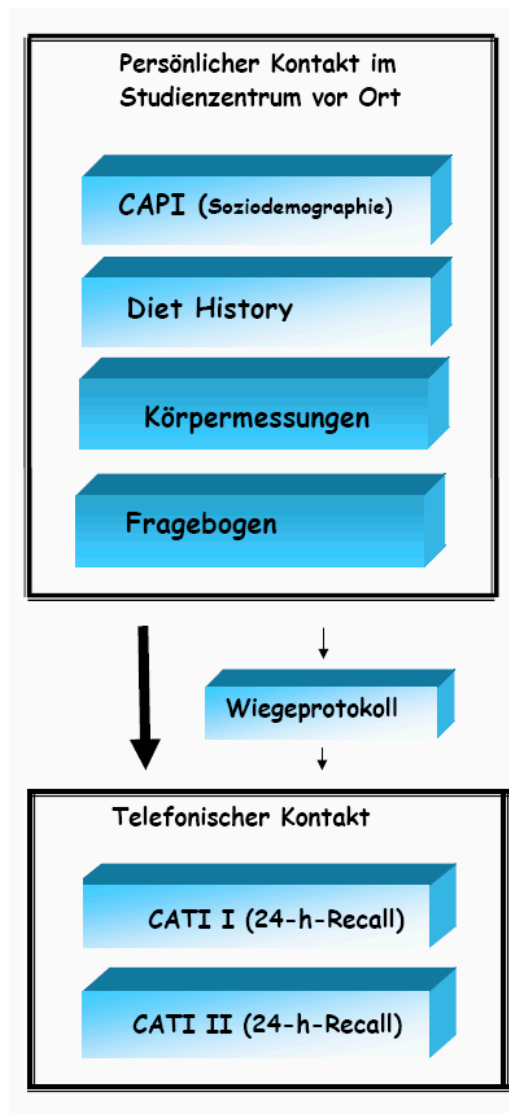 Persönlicher Kontakt im
Studienzentrum vor Ort
CAPI (Soziodemographie)
Diet History
Körpermessungen
Fragebogen
Wiegeprotokoll
Telefonischer Kontakt
CATI I (24-h-Recall)
CATI II (24-h-Recall)